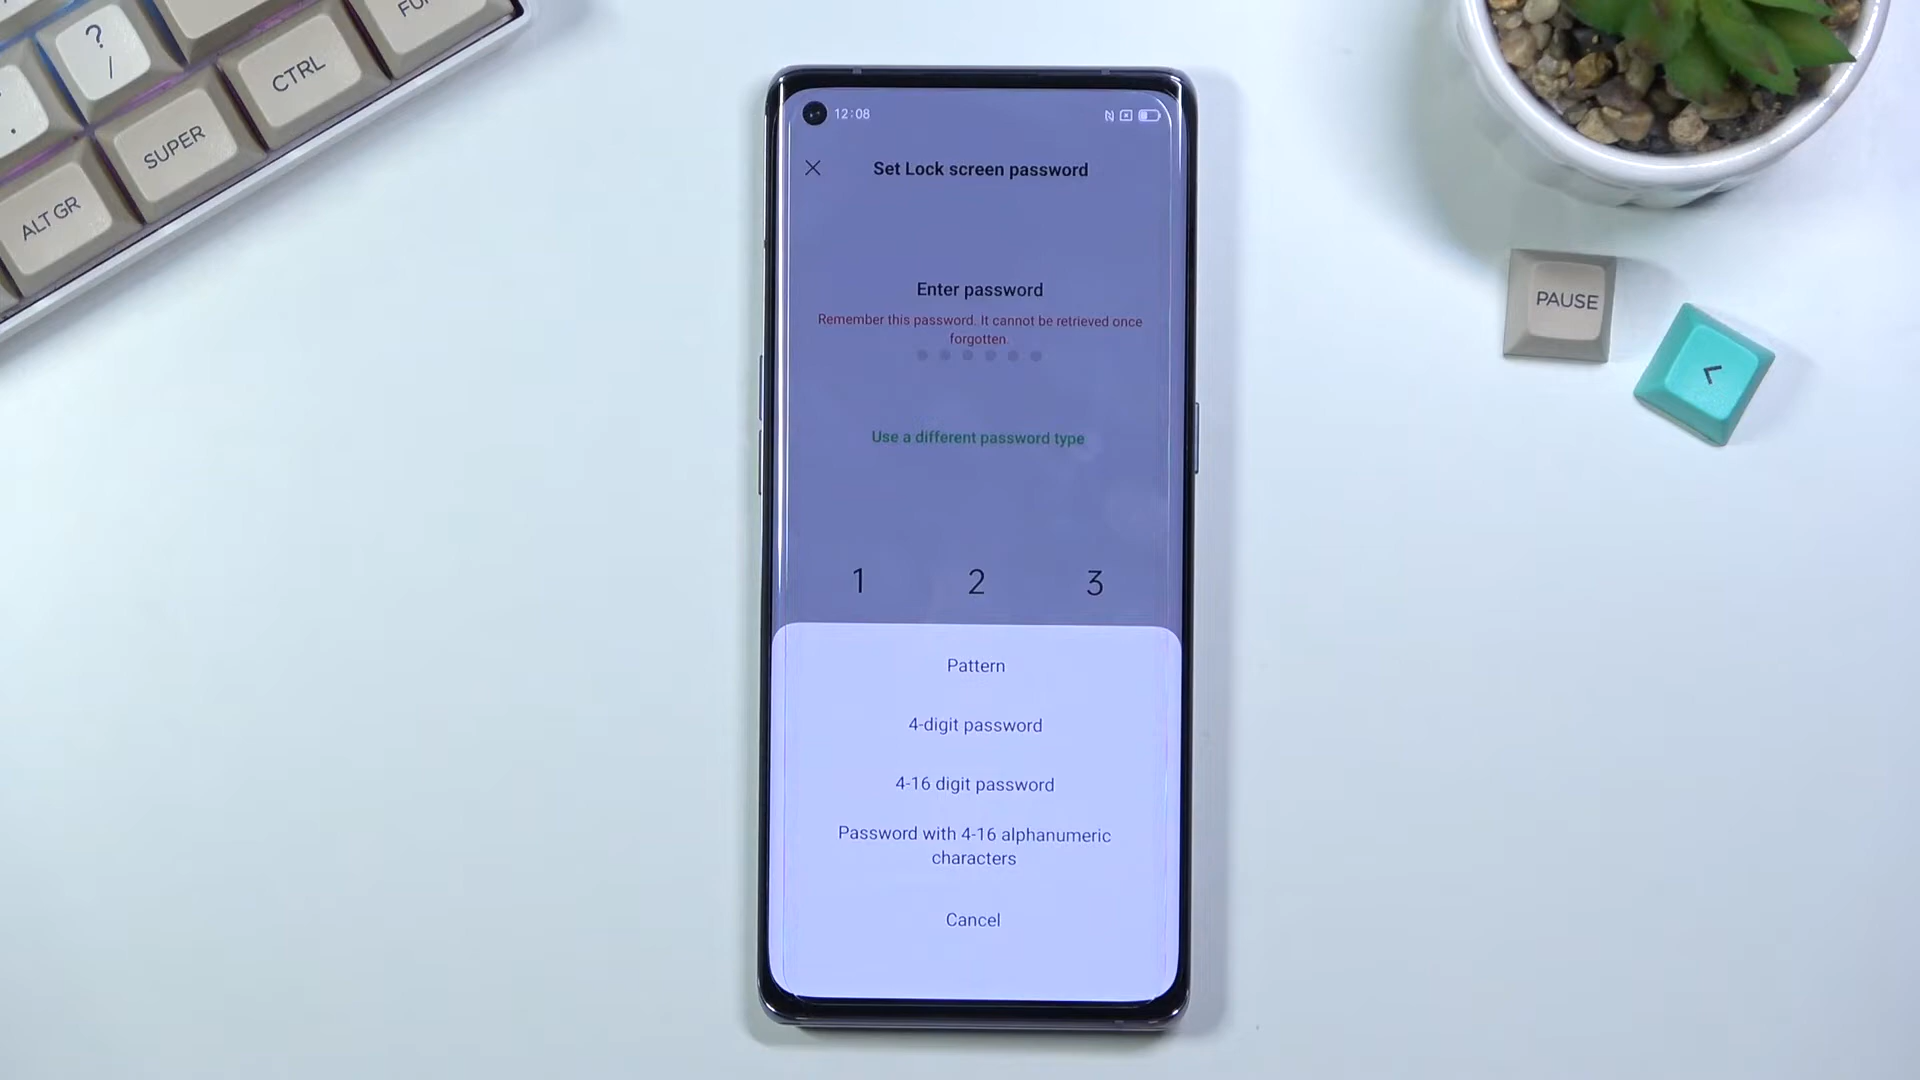 ?
/
CTRL
SUPER
ALT GR
12:08
Set Lock screen password
Enter password
Remember this password. It cannot be retrieved once
forgotten.
Use a different password type
1 2 3
Pattern
4-digit password
4-16 digit password
Password with 4-16 alphanumeric
characters
Cancel
PAUSE
<